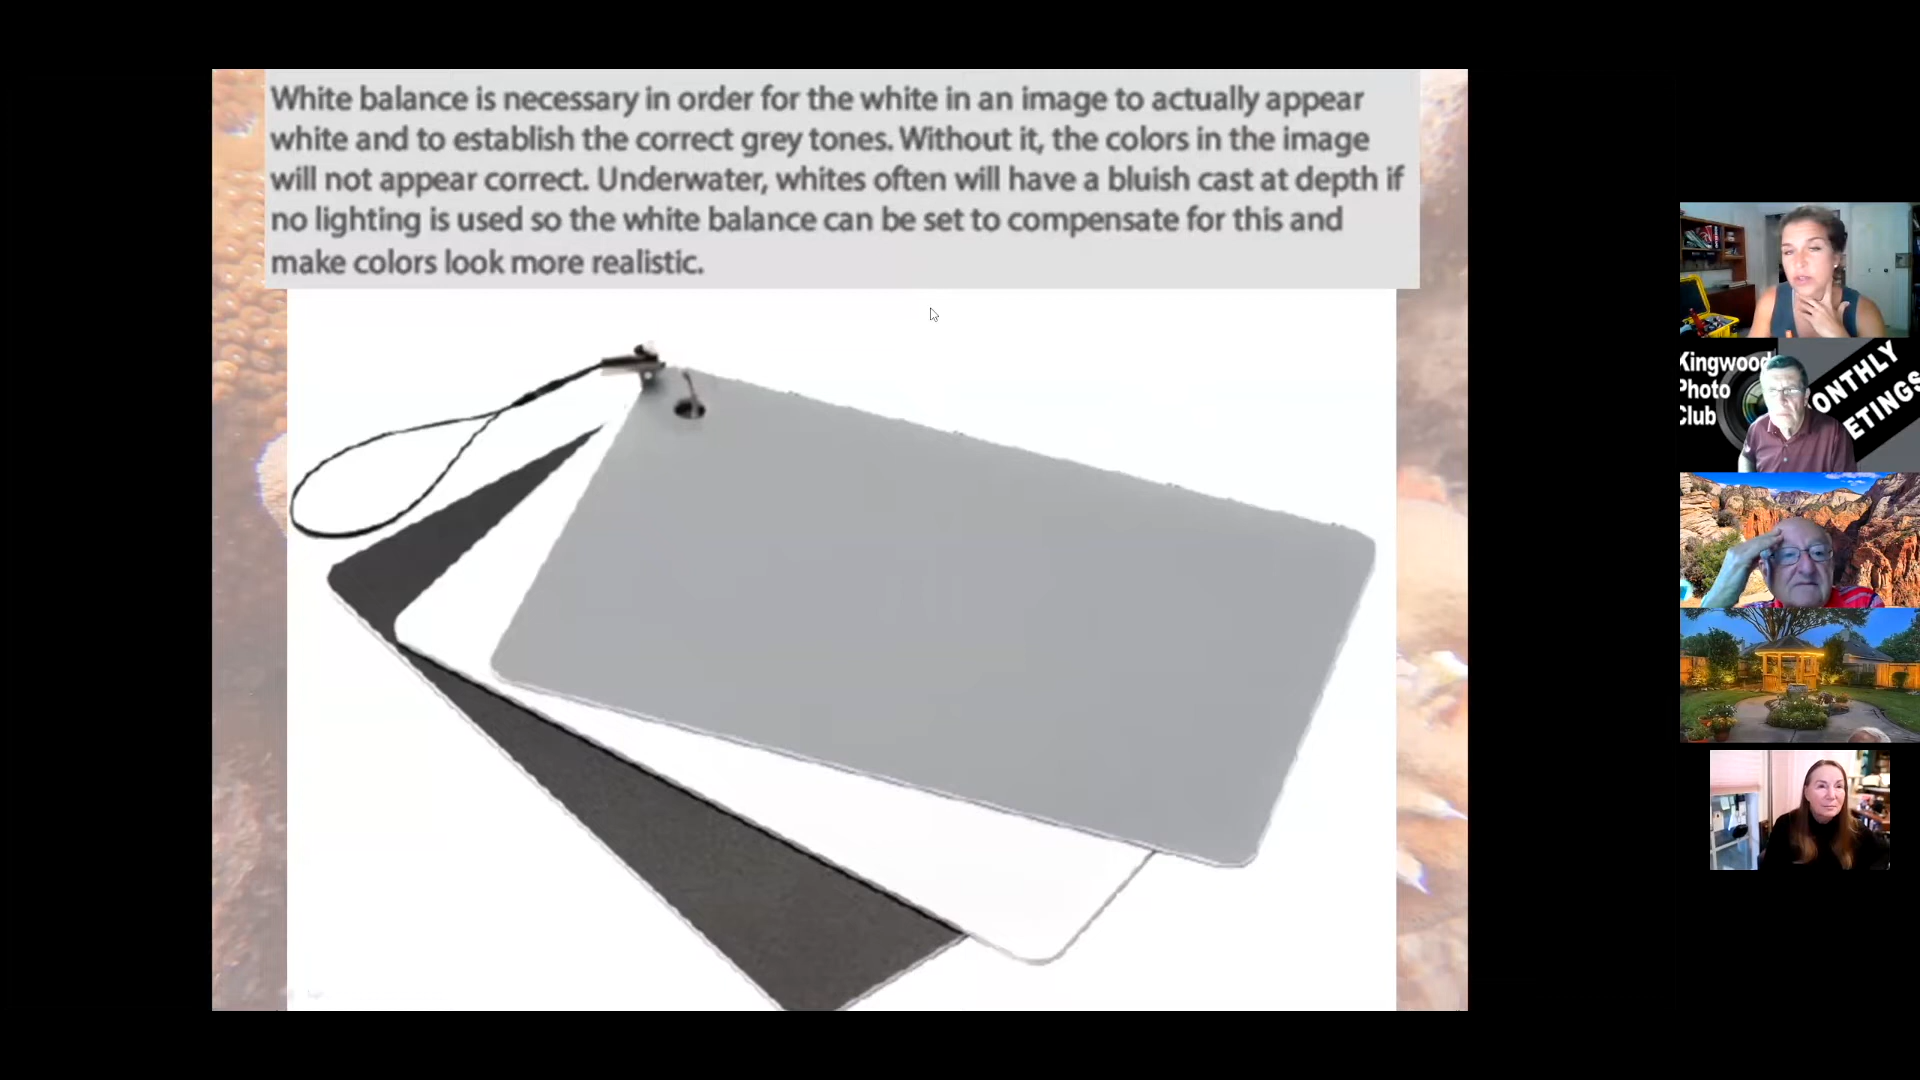 White balance is necessary in order for the white in an image to actually appear
white and to establish the correct grey tones. Without it, the colors in the image
will not appear correct. Underwater, whites often will have a bluish cast at depth if
no lighting is used so the white balance can be set to compensate for this and
make colors look more realistic.
Kingwood
Photo
Club
ONTHLY
ETINGS